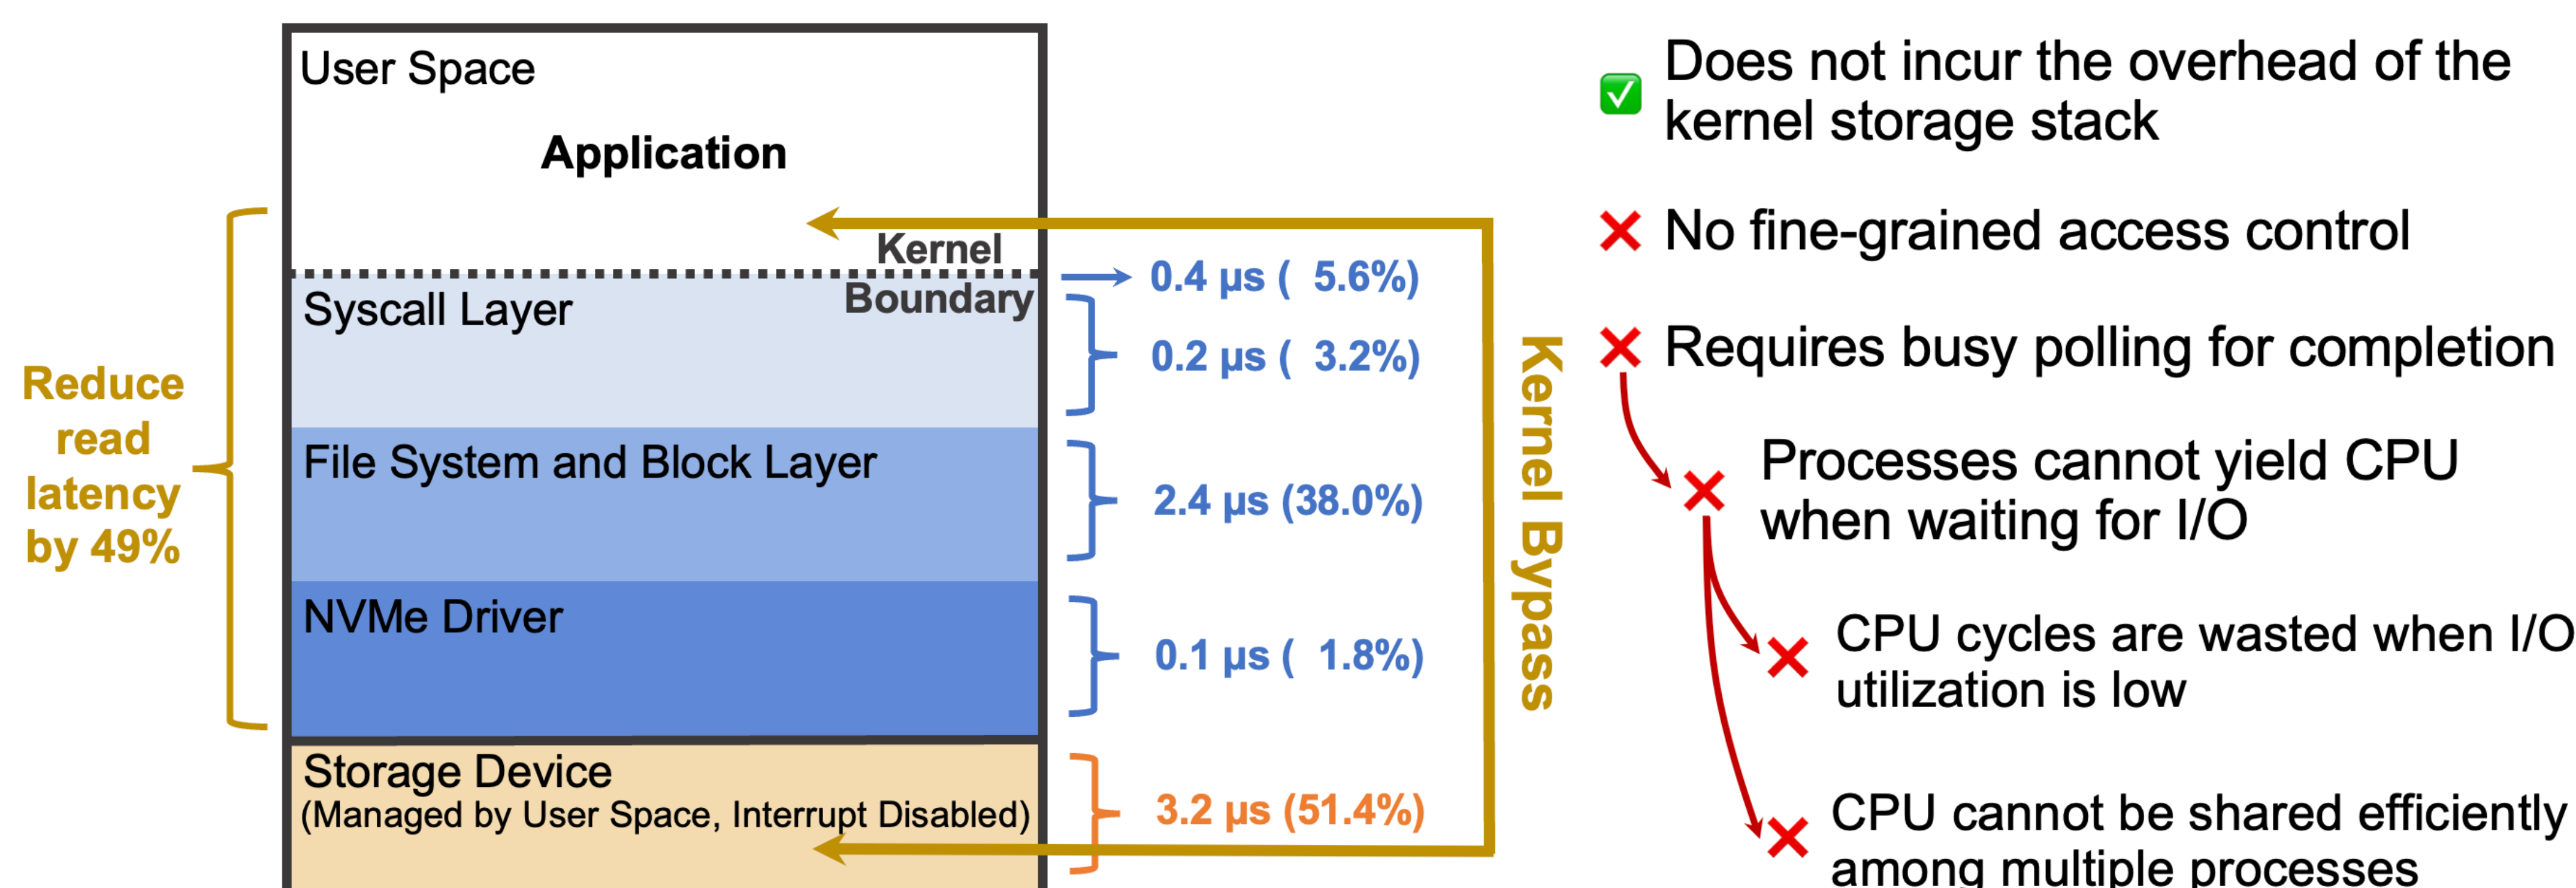 User Space
Application
Kernel
Boundary
Syscall Layer
File System and Block Layer
NVMe Driver
Storage Device
(Managed by User Space, Interrupt Disabled)
Reduce
read
latency
by 49%
0.4 µs (  5.6%)
0.2 µs (  3.2%)
2.4 µs (38.0%)
0.1 µs (  1.8%)
3.2 µs (51.4%)
Kernel Bypass
✅ Does not incur the overhead of the
kernel storage stack
❌ No fine-grained access control
❌ Requires busy polling for completion
❌ Processes cannot yield CPU
when waiting for I/O
❌ CPU cycles are wasted when I/O
utilization is low
❌ CPU cannot be shared efficiently
among multiple processes